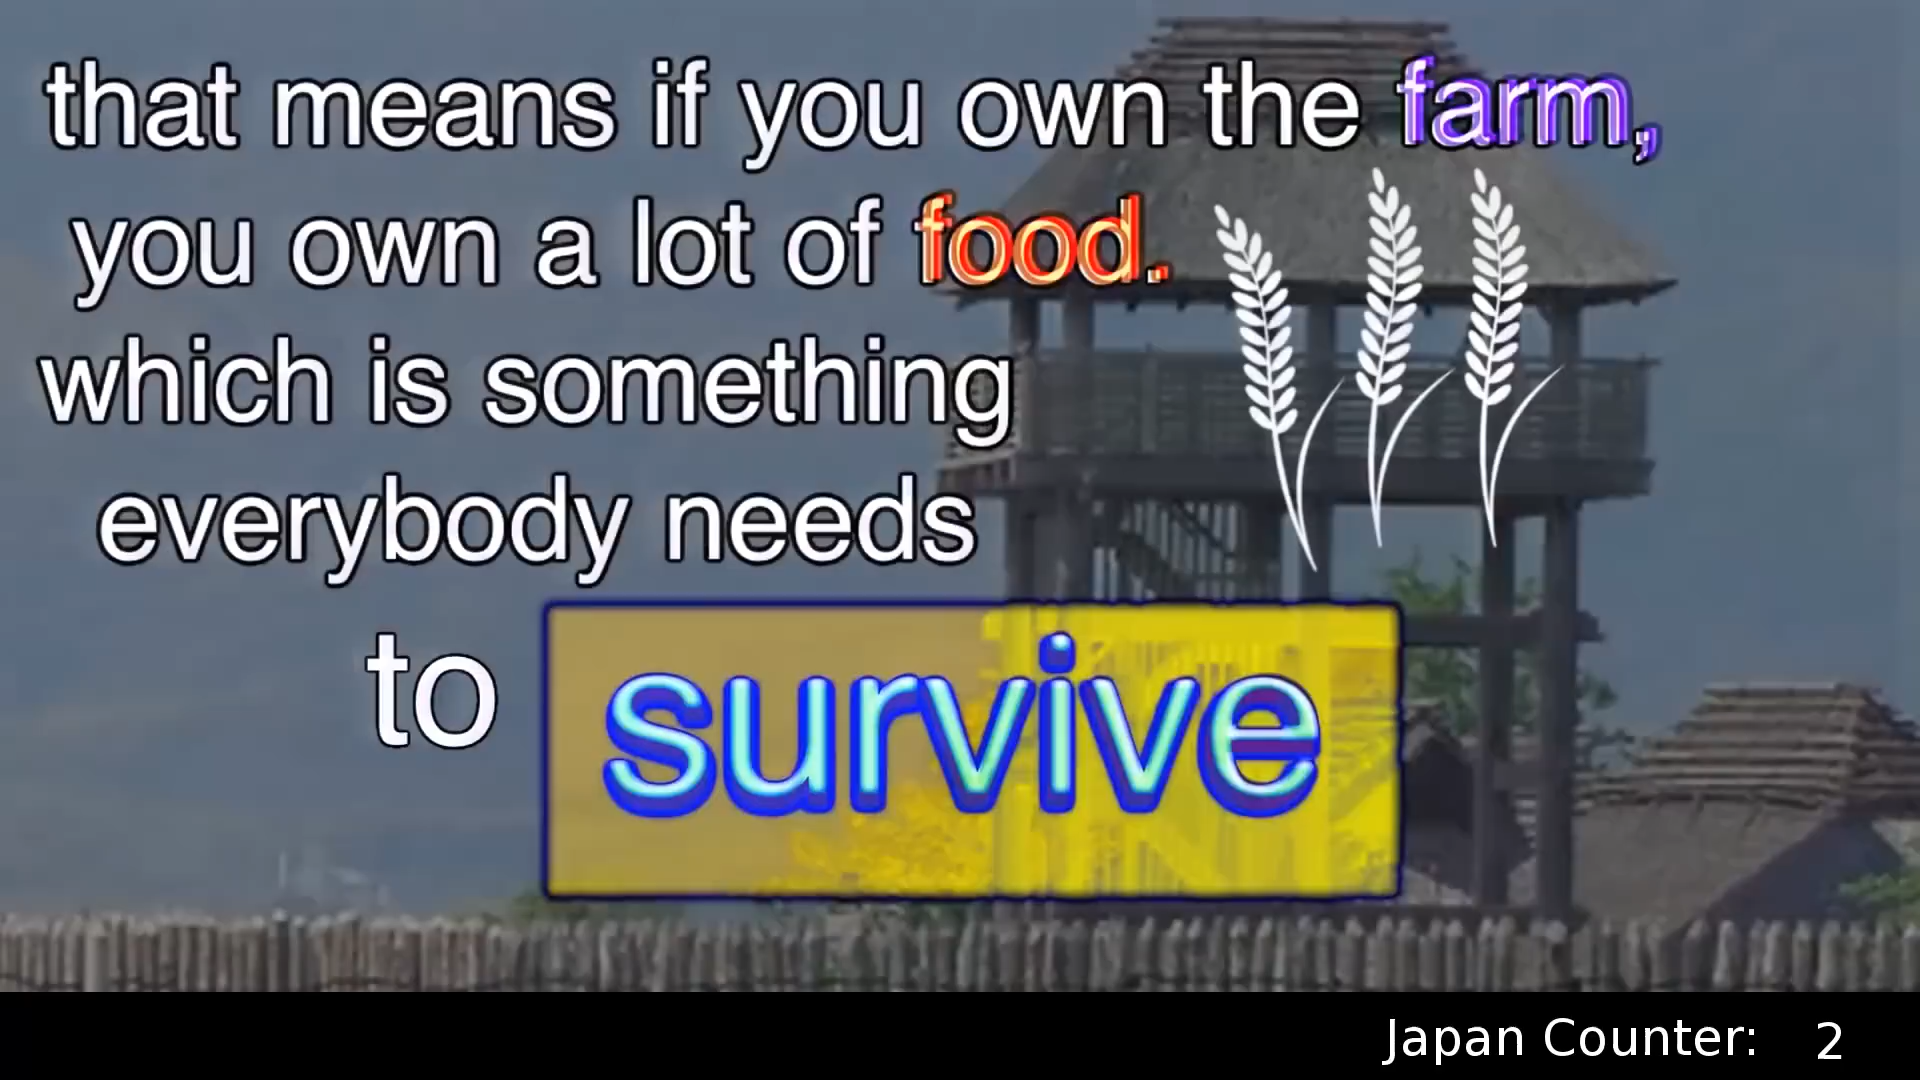 that means if you own the farm,
you own a lot of food.
which is something
everybody needs
to survive
Japan Counter: 2